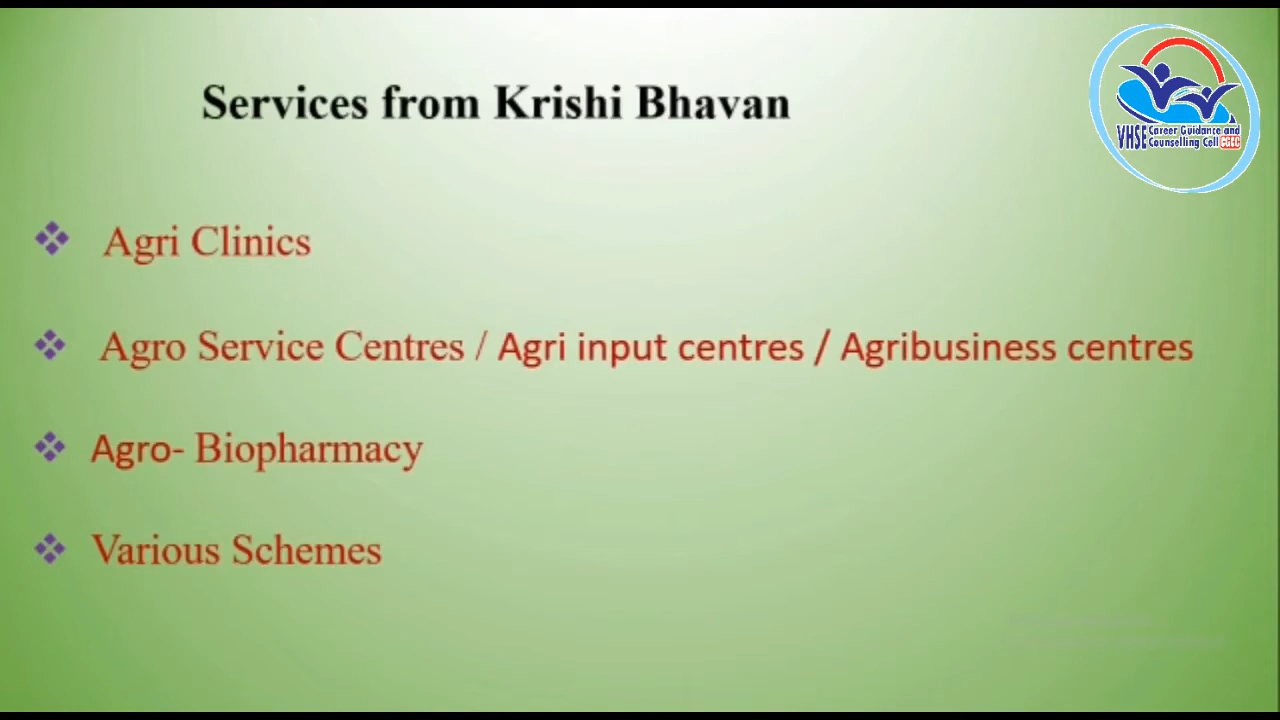 Services from Krishi Bhavan
VHSE Career Guidance and
Counselling Cell CGCC
❖ Agri Clinics
❖ Agro Service Centres / Agri input centres / Agribusiness centres
❖ Agro- Biopharmacy
❖ Various Schemes